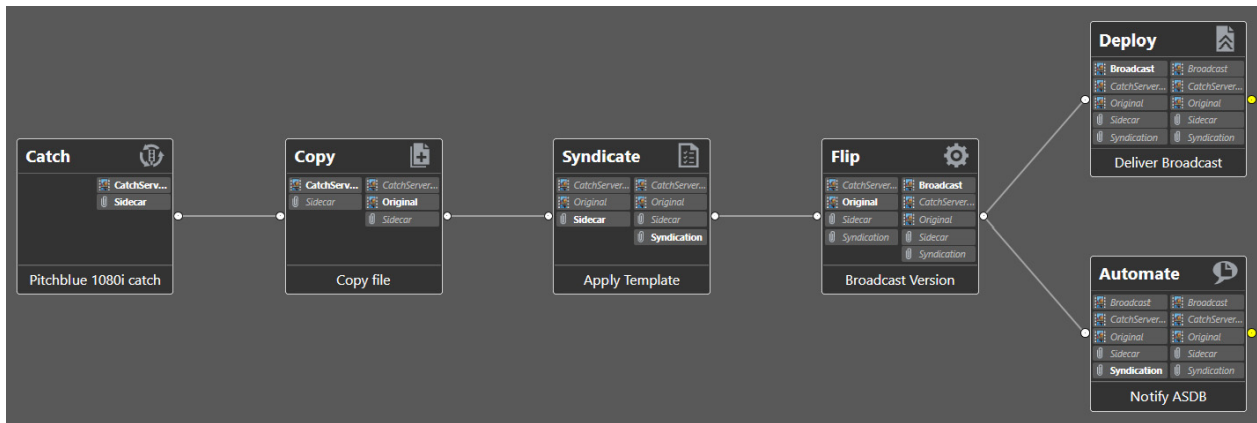 Catch
CatchServ...
Sidecar
Pitchblue 1080i catch
Copy
CatchServ... CatchServer...
Sidecar Original
Sidecar
Copy file
Syndicate
CatchServer... CatchServer...
Original Original
Sidecar Sidecar
Syndication
Apply Template
Flip
CatchServer... Broadcast
Original CatchServer...
Sidecar Original
Syndication Sidecar
Syndication
Broadcast Version
Deploy
Broadcast Broadcast
CatchServer... CatchServer...
Original Original
Sidecar Sidecar
Syndication Syndication
Deliver Broadcast
Automate
Broadcast Broadcast
CatchServer... CatchServer...
Original Original
Sidecar Sidecar
Syndication Syndication
Notify ASDB